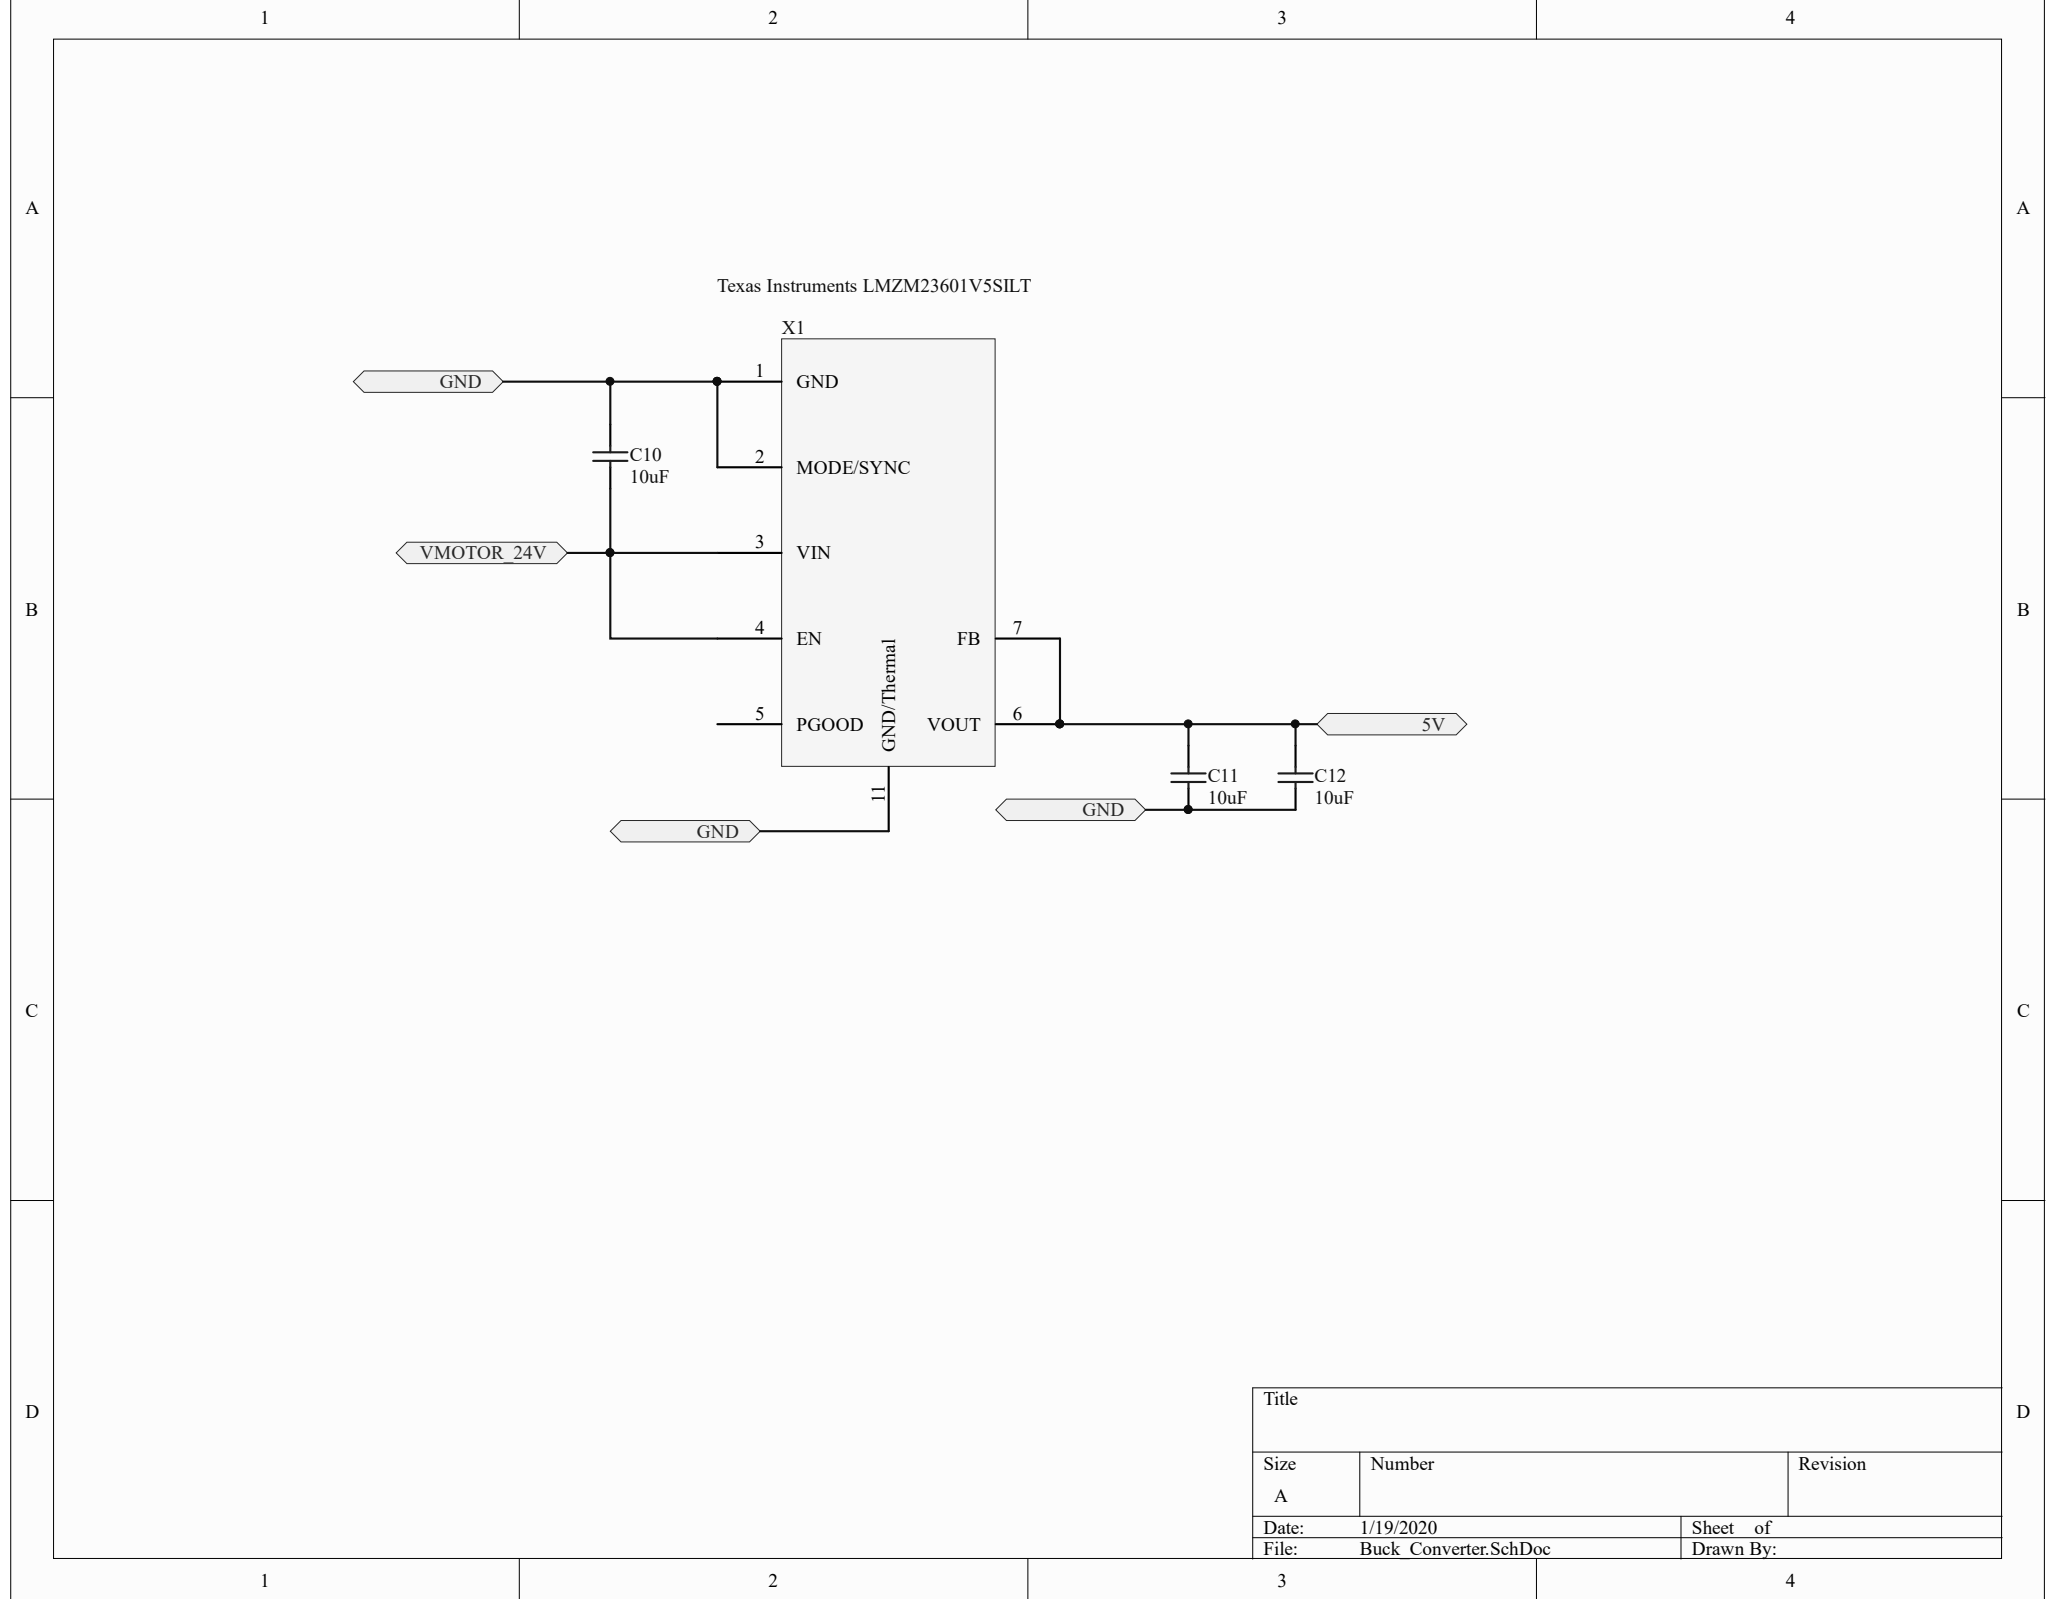 1 2 3 4
A A
Texas Instruments LMZM23601V5SILT
X1
GND 1 GND
C10
10uF
2 MODE/SYNC
VMOTOR_24V 3 VIN
B B
4 EN
FB 7
5 PGOOD
GND/Thermal
VOUT 6
5V
11
C11
10uF
C12
10uF
GND
GND
C C
D D
Title
Size
A
Number
Revision
Date: 1/19/2020
Sheet of
File: Buck_Converter.SchDoc
Drawn By:
1 2 3 4